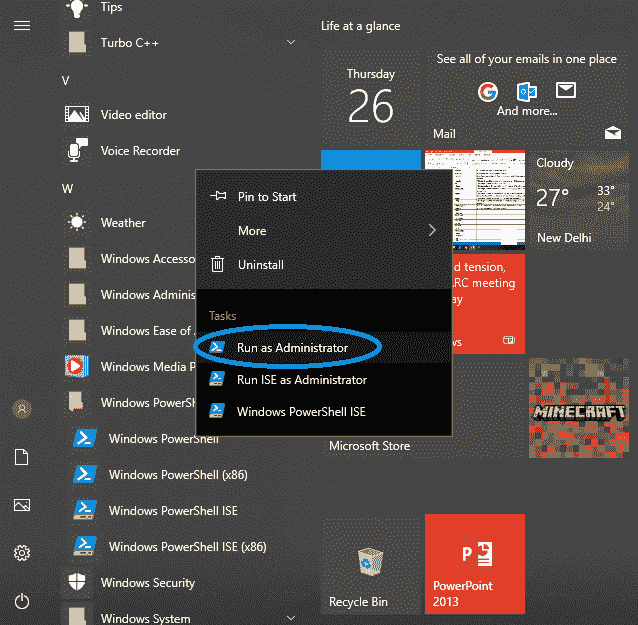 Tips
Turbo C++
V
Video editor
Voice Recorder
W
Weather
Windows Accesso
Windows Adminis
Windows Ease of
Windows Media P
Windows PowerSh
Windows PowerShell
Windows PowerShell (x86)
Windows PowerShell ISE
Windows PowerShell ISE (x86)
Windows Security
Windows System
Pin to Start
More
Uninstall
Tasks
Run as Administrator
Run ISE as Administrator
Windows PowerShell ISE
Life at a glance
Thursday
26
See all of your emails in one place
And more...
Mail
Cloudy
27° 33°
24°
New Delhi
d tension,
ARC meeting
ay
ws
Microsoft Store
MINECRAFT
Recycle Bin
PowerPoint
2013